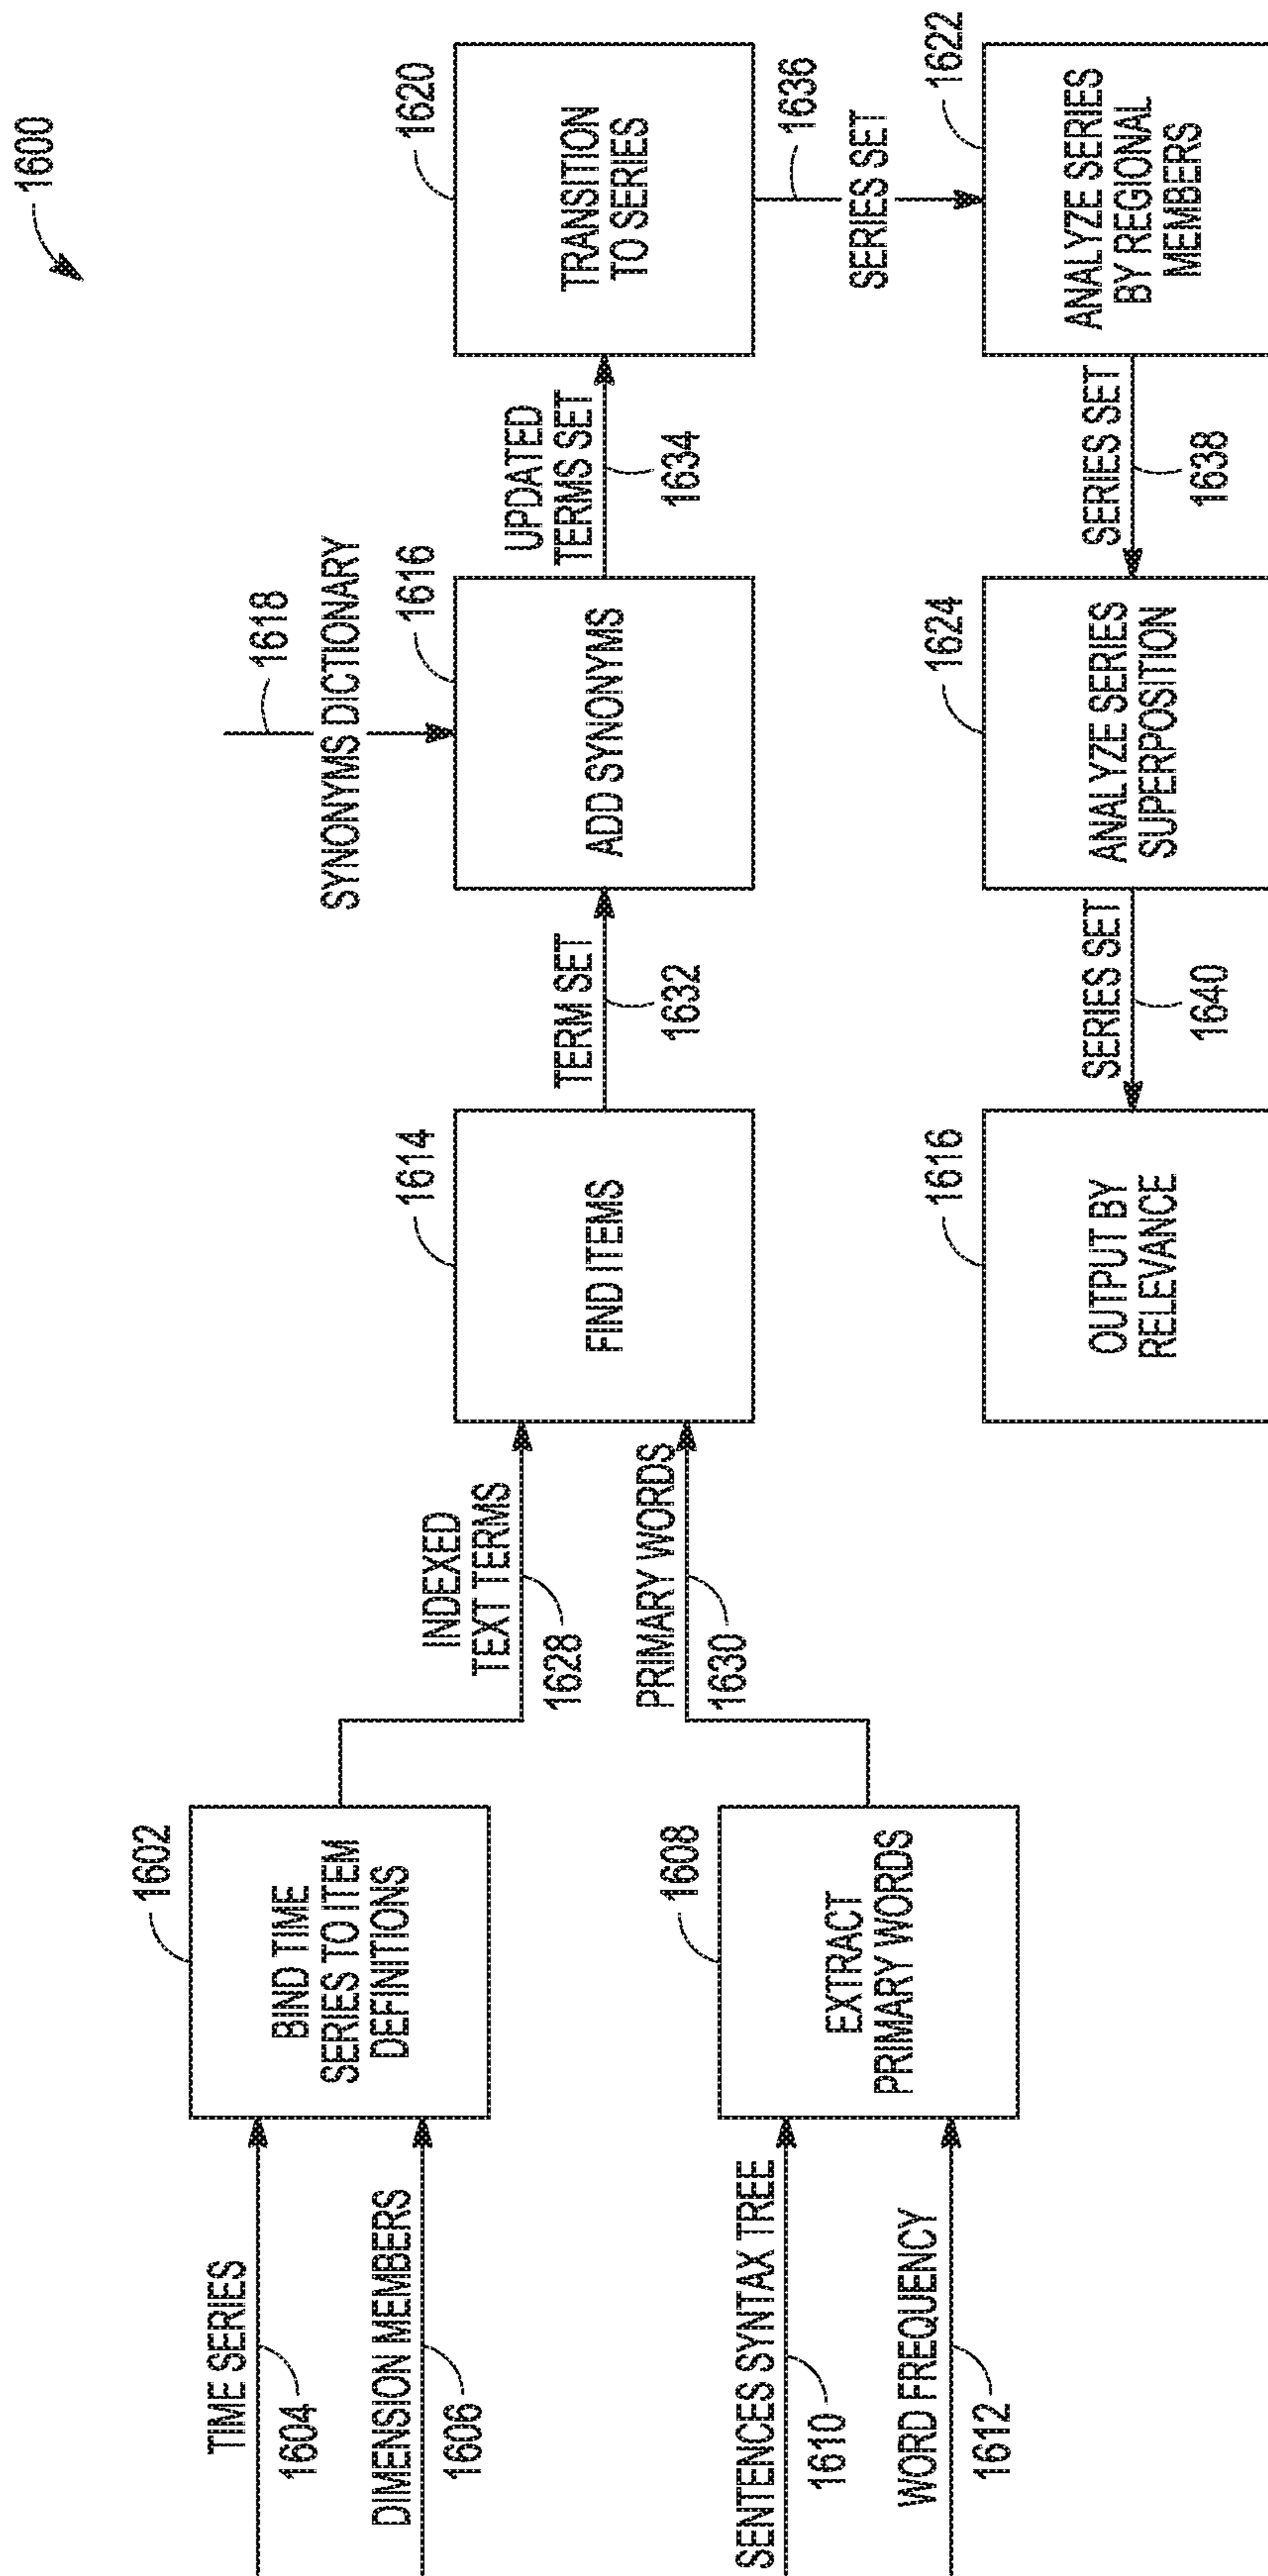 1600
TIME SERIES
1604
DIMENSION MEMBERS
1606
1602
BIND TIME
SERIES TO ITEM
DEFINITIONS
SENTENCES SYNTAX TREE
1610
WORD FREQUENCY
1612
1608
EXTRACT
PRIMARY WORDS
INDEXED
TEXT TERMS
1628
PRIMARY WORDS
1630
1614
FIND ITEMS
TERM SET
1632
1618
SYNONYMS DICTIONARY
1616
ADD SYNONYMS
UPDATED
TERMS SET
1634
1620
TRANSITION
TO SERIES
1636
SERIES SET
1622
ANALYZE SERIES
BY REGIONAL
MEMBERS
SERIES SET
1638
1624
ANALYZE SERIES
SUPERPOSITION
SERIES SET
1640
1616
OUTPUT BY
RELEVANCE